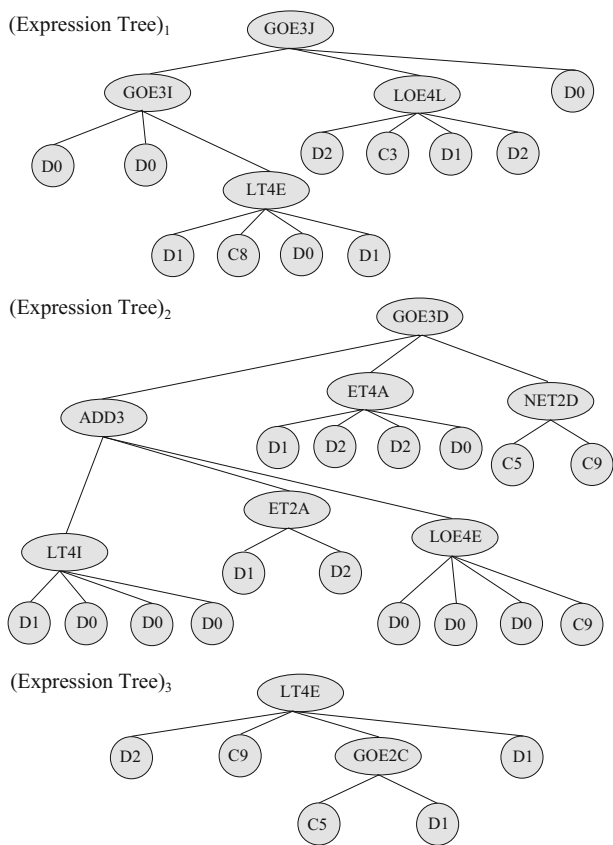 (Expression Tree)1
GOE3J
GOE3I LOE4L D0
D0 D0 D2 C3 D1 D2
LT4E
D1 C8 D0 D1
(Expression Tree)2
GOE3D
ADD3 ET4A NET2D
D1 D2 D2 D0 C5 C9
LT4I ET2A LOE4E
D1 D2
D1 D0 D0 D0 D0 D0 D0 C9
(Expression Tree)3
LT4E
D2 C9 GOE2C D1
C5 D1